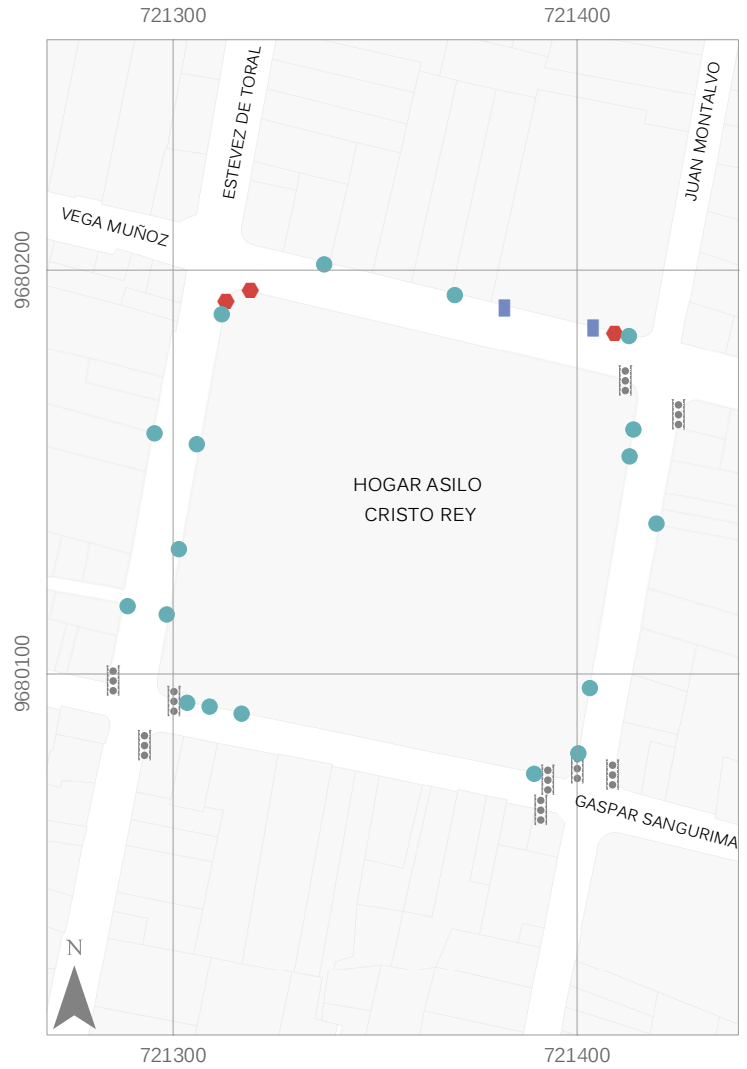 721300
721400
ESTEVEZ DE TORAL
JUAN MONTALVO
VEGA MUÑOZ
9680200
HOGAR ASILO
CRISTO REY
9680100
GASPAR SANGURIMA
N
721300
721400